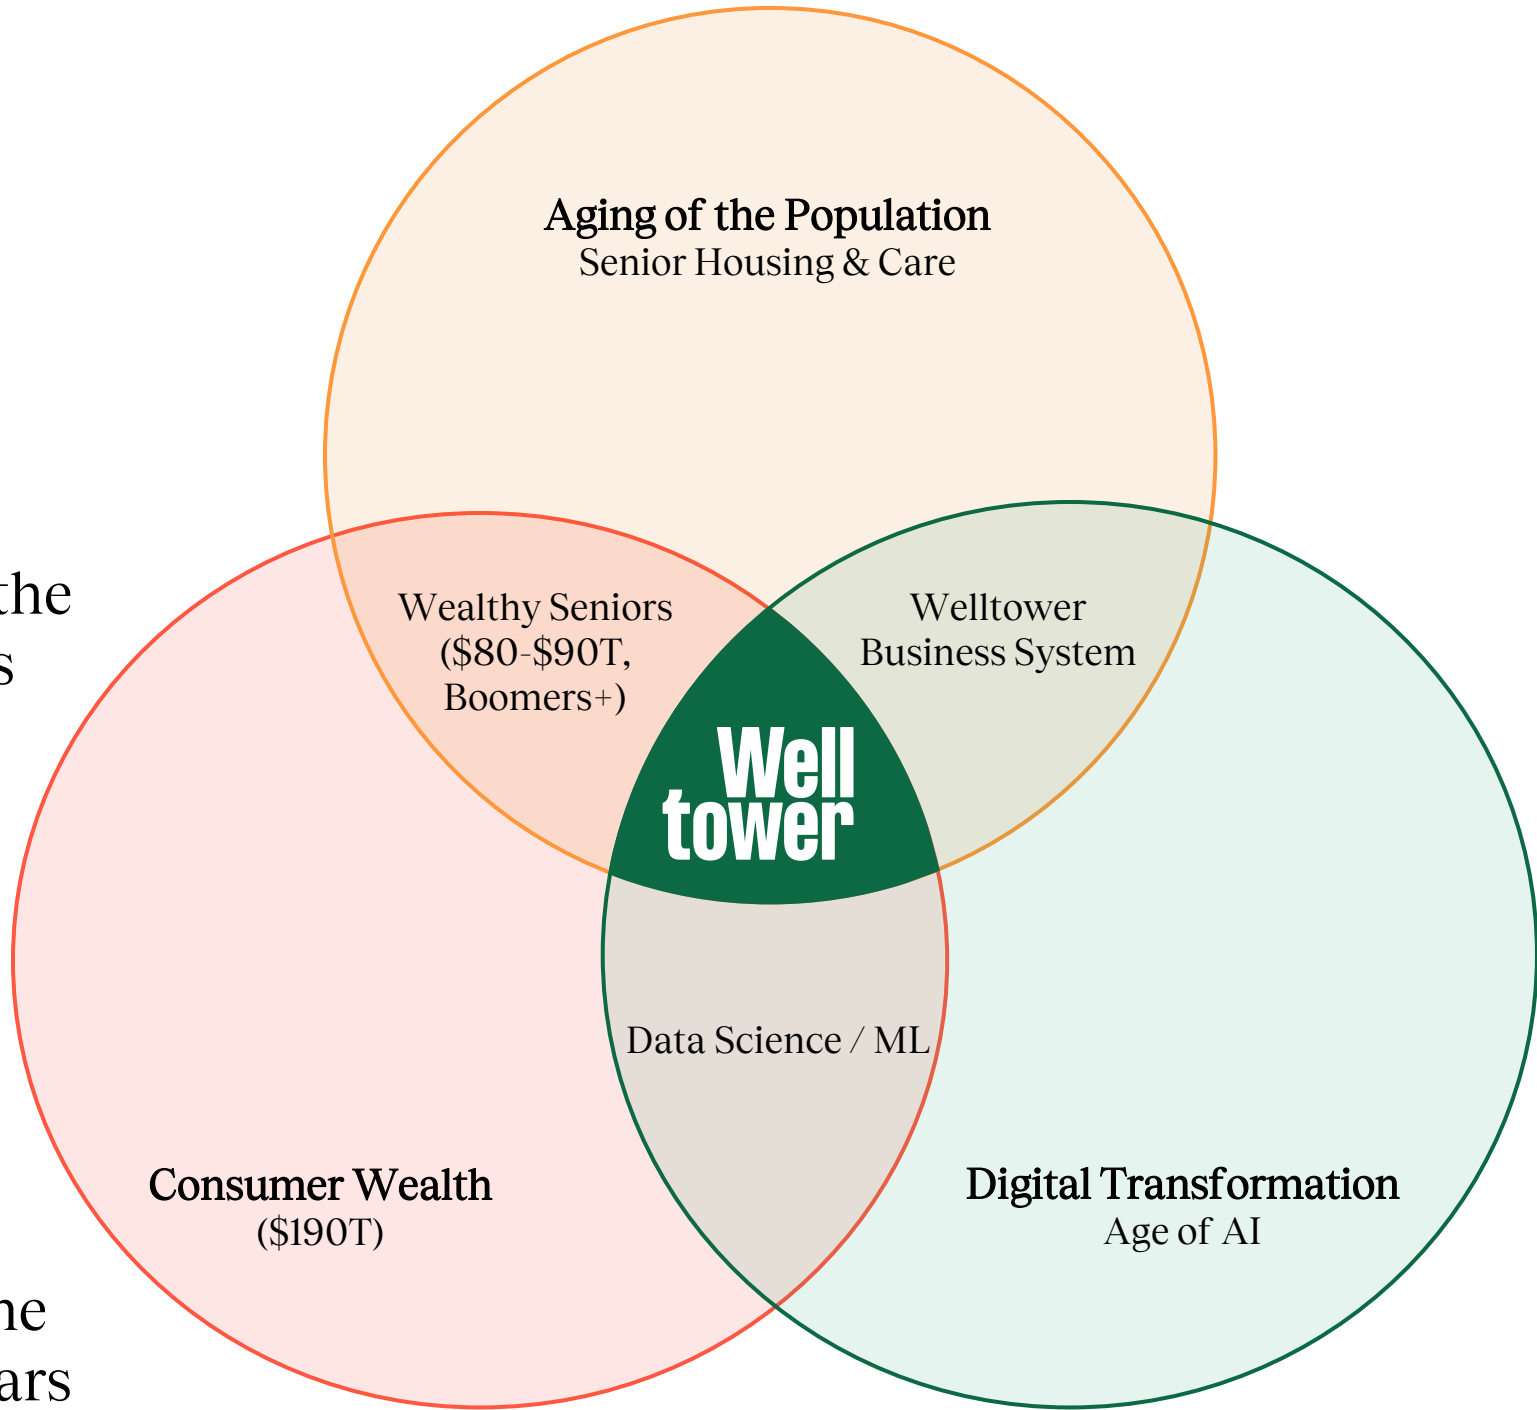 Aging of the Population
Senior Housing & Care
the
s
Wealthy Seniors
($80-$90T,
Boomers+)
Welltower
Business System
Well
tower
Data Science / ML
Consumer Wealth
($190T)
Digital Transformation
Age of AI
ne
ars